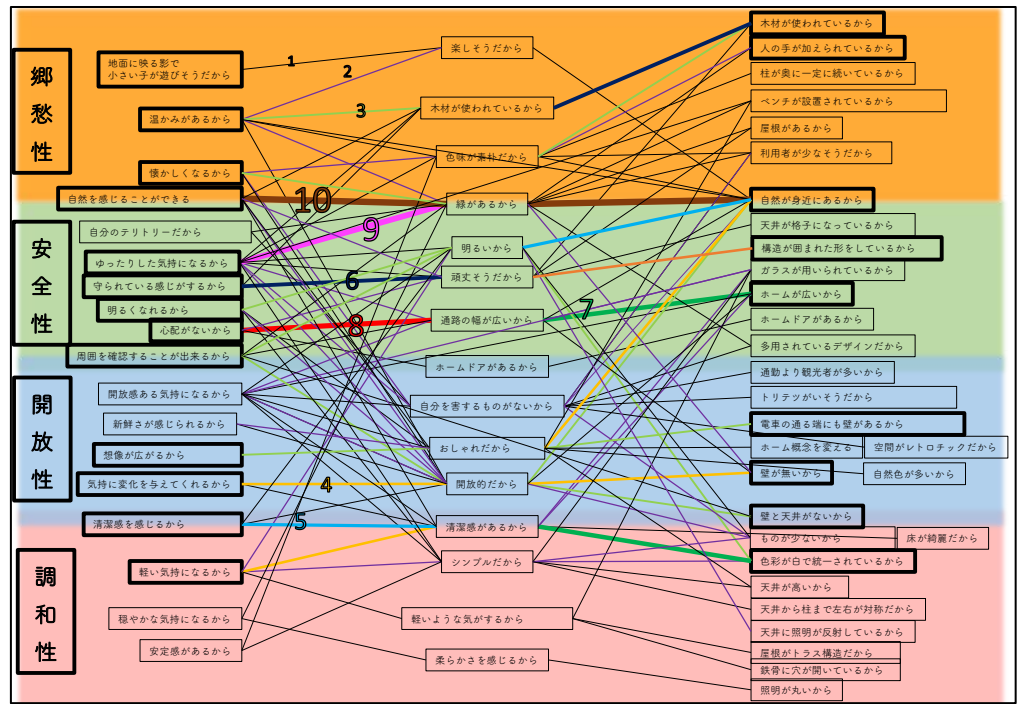 郷愁性
安全性
開放性
調和性
地面に映る影で
小さい子が遊びそうだから
温かみがあるから
懐かしくなるから
自然を感じることができる
自分のテリトリーだから
ゆったりした気持になるから
守られている感じがするから
明るくなれるから
心配がないから
周囲を確認することが出来るから
開放感ある気持になるから
新鮮さが感じられるから
想像が広がるから
気持に変化を与えてくれるから
清潔感を感じるから
軽い気持になるから
穏やかな気持になるから
安定感があるから
1
2
3
10
9
6
8
7
4
5
楽しそうだから
木材が使われているから
色味が素朴だから
緑があるから
明るいから
頑丈そうだから
通路の幅が広いから
ホームドアがあるから
自分を害するものがないから
おしゃれだから
開放的だから
清潔感があるから
シンプルだから
軽いような気がするから
柔らかさを感じるから
木材が使われているから
人の手が加えられているから
柱が奥に一定に続いているから
ベンチが設置されているから
屋根があるから
利用者が少なそうだから
自然が身近にあるから
天井が格子になっているから
構造が囲まれた形をしているから
ガラスが用いられているから
ホームが広いから
ホームドアがあるから
多用されているデザインだから
通勤より観光者が多いから
トリテツがいそうだから
電車の通る端にも壁があるから
ホーム概念を変える
空間がレトロチックだから
壁が無いから
自然色が多いから
壁と天井がないから
ものが少ないから
床が綺麗だから
色彩が白で統一されているから
天井が高いから
天井から柱まで左右が対称だから
天井に照明が反射しているから
屋根がトラス構造だから
鉄骨に穴が開いているから
照明が丸いから